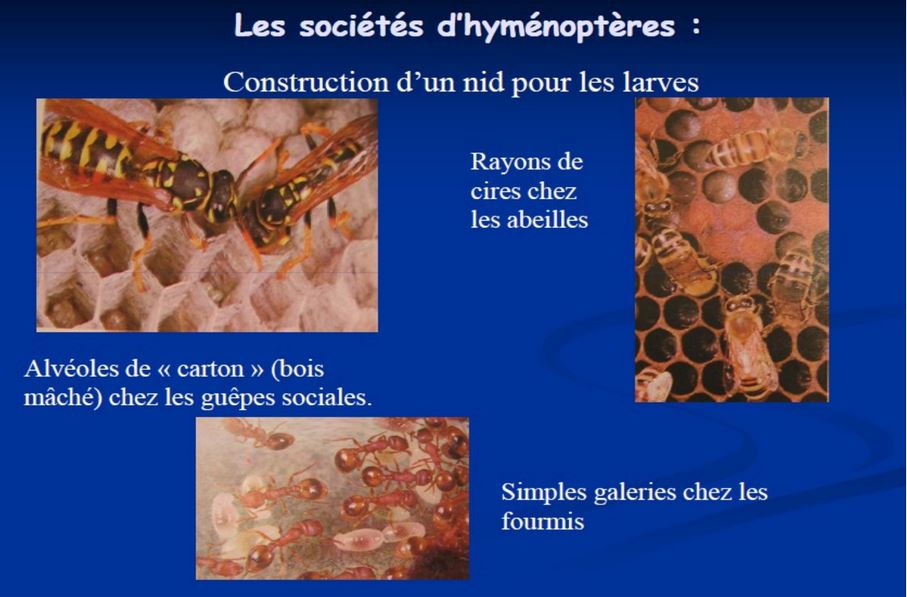 Les sociétés d'hyménoptères :
Construction d'un nid pour les larves
Rayons de
cires chez
les abeilles
Alvéoles de « carton » (bois
mâché) chez les guêpes sociales.
Simples galeries chez les
fourmis